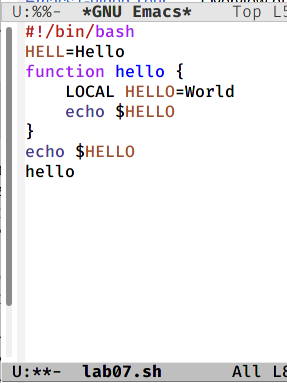 U:%%-  *GNU Emacs*     Top L5
#!/bin/bash
HELL=Hello
function hello {
    LOCAL HELLO=World
    echo $HELLO
}
echo $HELLO
hello
U:**-  lab07.sh        All L8